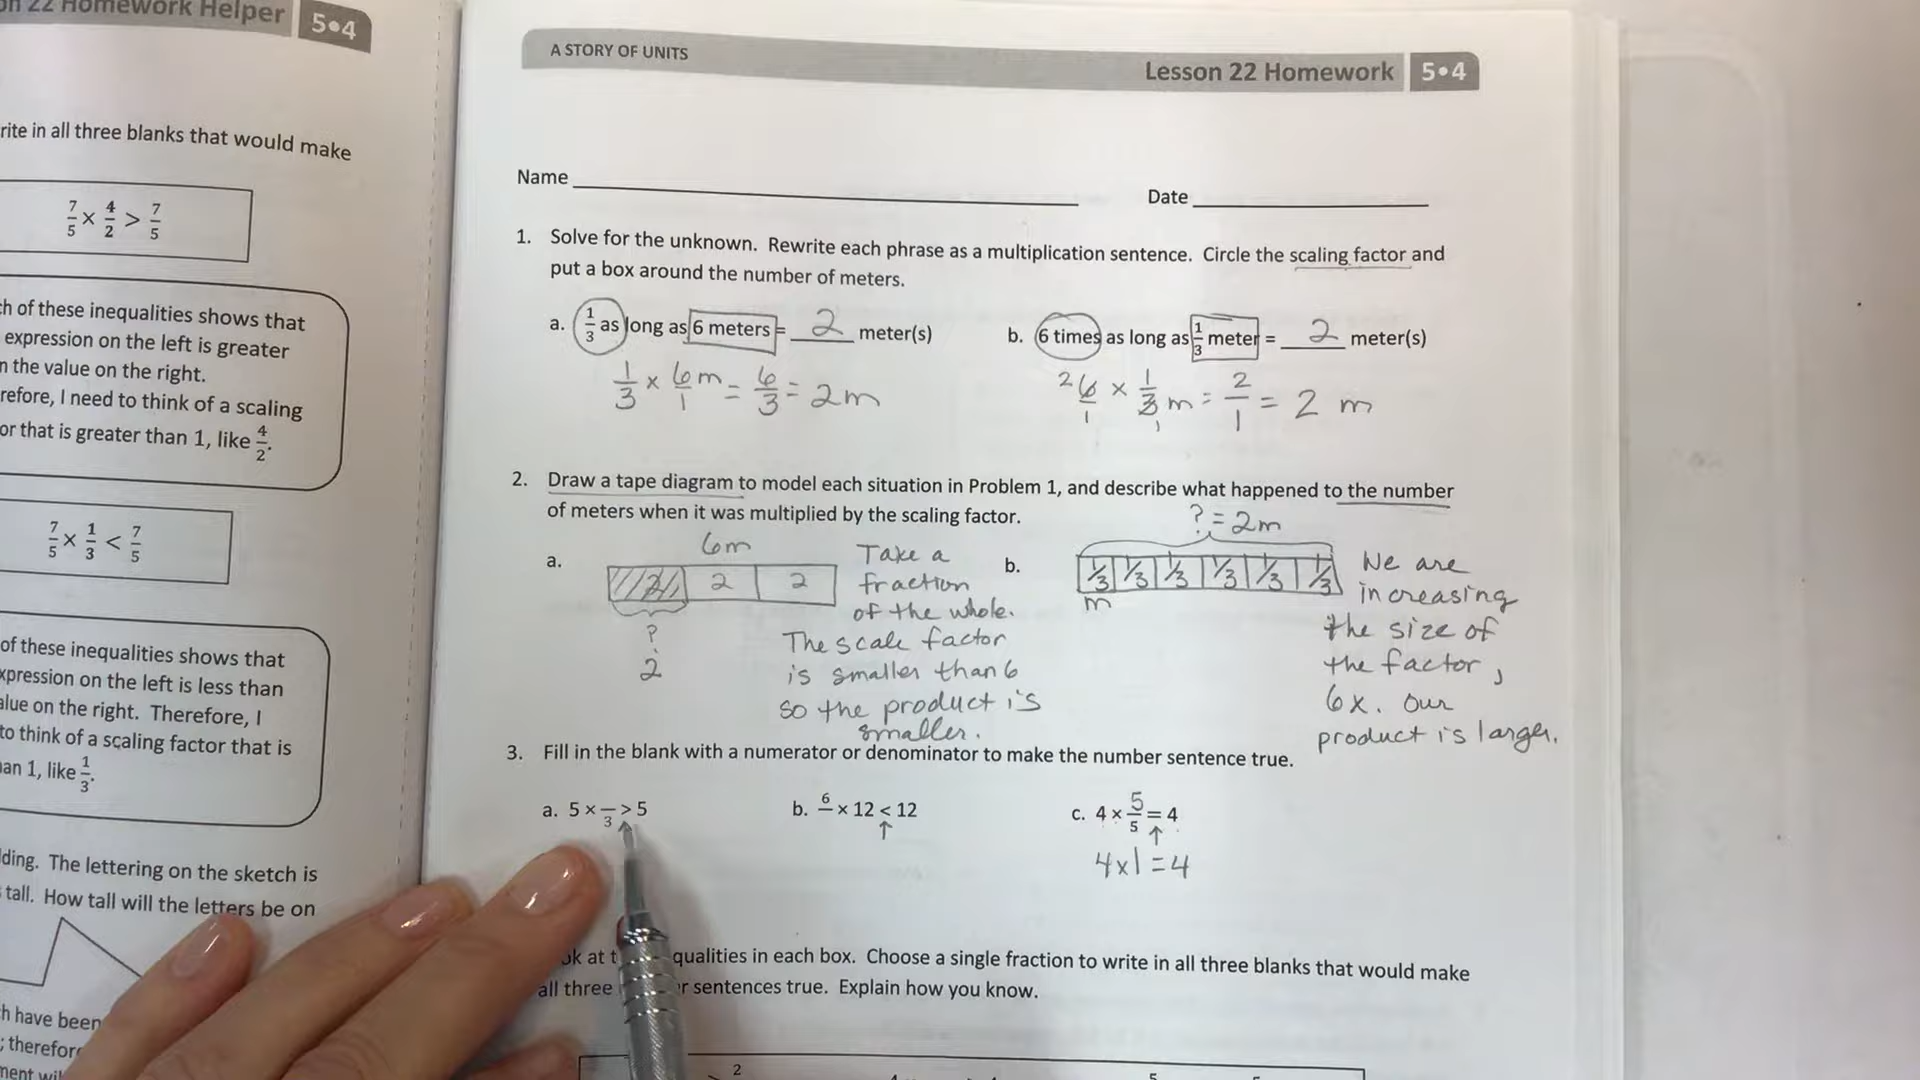 22 Homework Helper 5•4
rite in all three blanks that would make
7/5 × 4/2 > 7/5
ch of these inequalities shows that
expression on the left is greater
n the value on the right.
refore, I need to think of a scaling
or that is greater than 1, like 4/2.
7/5 × 1/3 < 7/5
of these inequalities shows that
xpression on the left is less than
alue on the right. Therefore, I
to think of a scaling factor that is
an 1, like 1/3.
ding. The lettering on the sketch is
tall. How tall will the letters be on
h have been
; therefor
ment wil
A STORY OF UNITS
Lesson 22 Homework 5•4
Name
Date
1. Solve for the unknown. Rewrite each phrase as a multiplication sentence. Circle the scaling factor and
put a box around the number of meters.
a. 1/3 as long as 6 meters = 2 meter(s)
1/3 × 6/1 m = 6/3 = 2m
b. 6 times as long as 1/3 meter = 2 meter(s)
2 6/1 × 1/3 m = 2/1 = 2 m
1
2. Draw a tape diagram to model each situation in Problem 1, and describe what happened to the number
of meters when it was multiplied by the scaling factor.
a.
6m
2 2 2
?
2
Take a
fraction
of the whole.
The scale factor
is smaller than 6
so the product is
smaller.
b.
? = 2m
1/3 1/3 1/3 1/3 1/3 1/3
m
We are
increasing
the size of
the factor,
6x. Our
product is larger.
3. Fill in the blank with a numerator or denominator to make the number sentence true.
a. 5 × _/3 > 5
b. 6/_ × 12 < 12
c. 4 × 5/5 = 4
4 x 1 = 4
ok at t qualities in each box. Choose a single fraction to write in all three blanks that would make
all three r sentences true. Explain how you know.
2
5